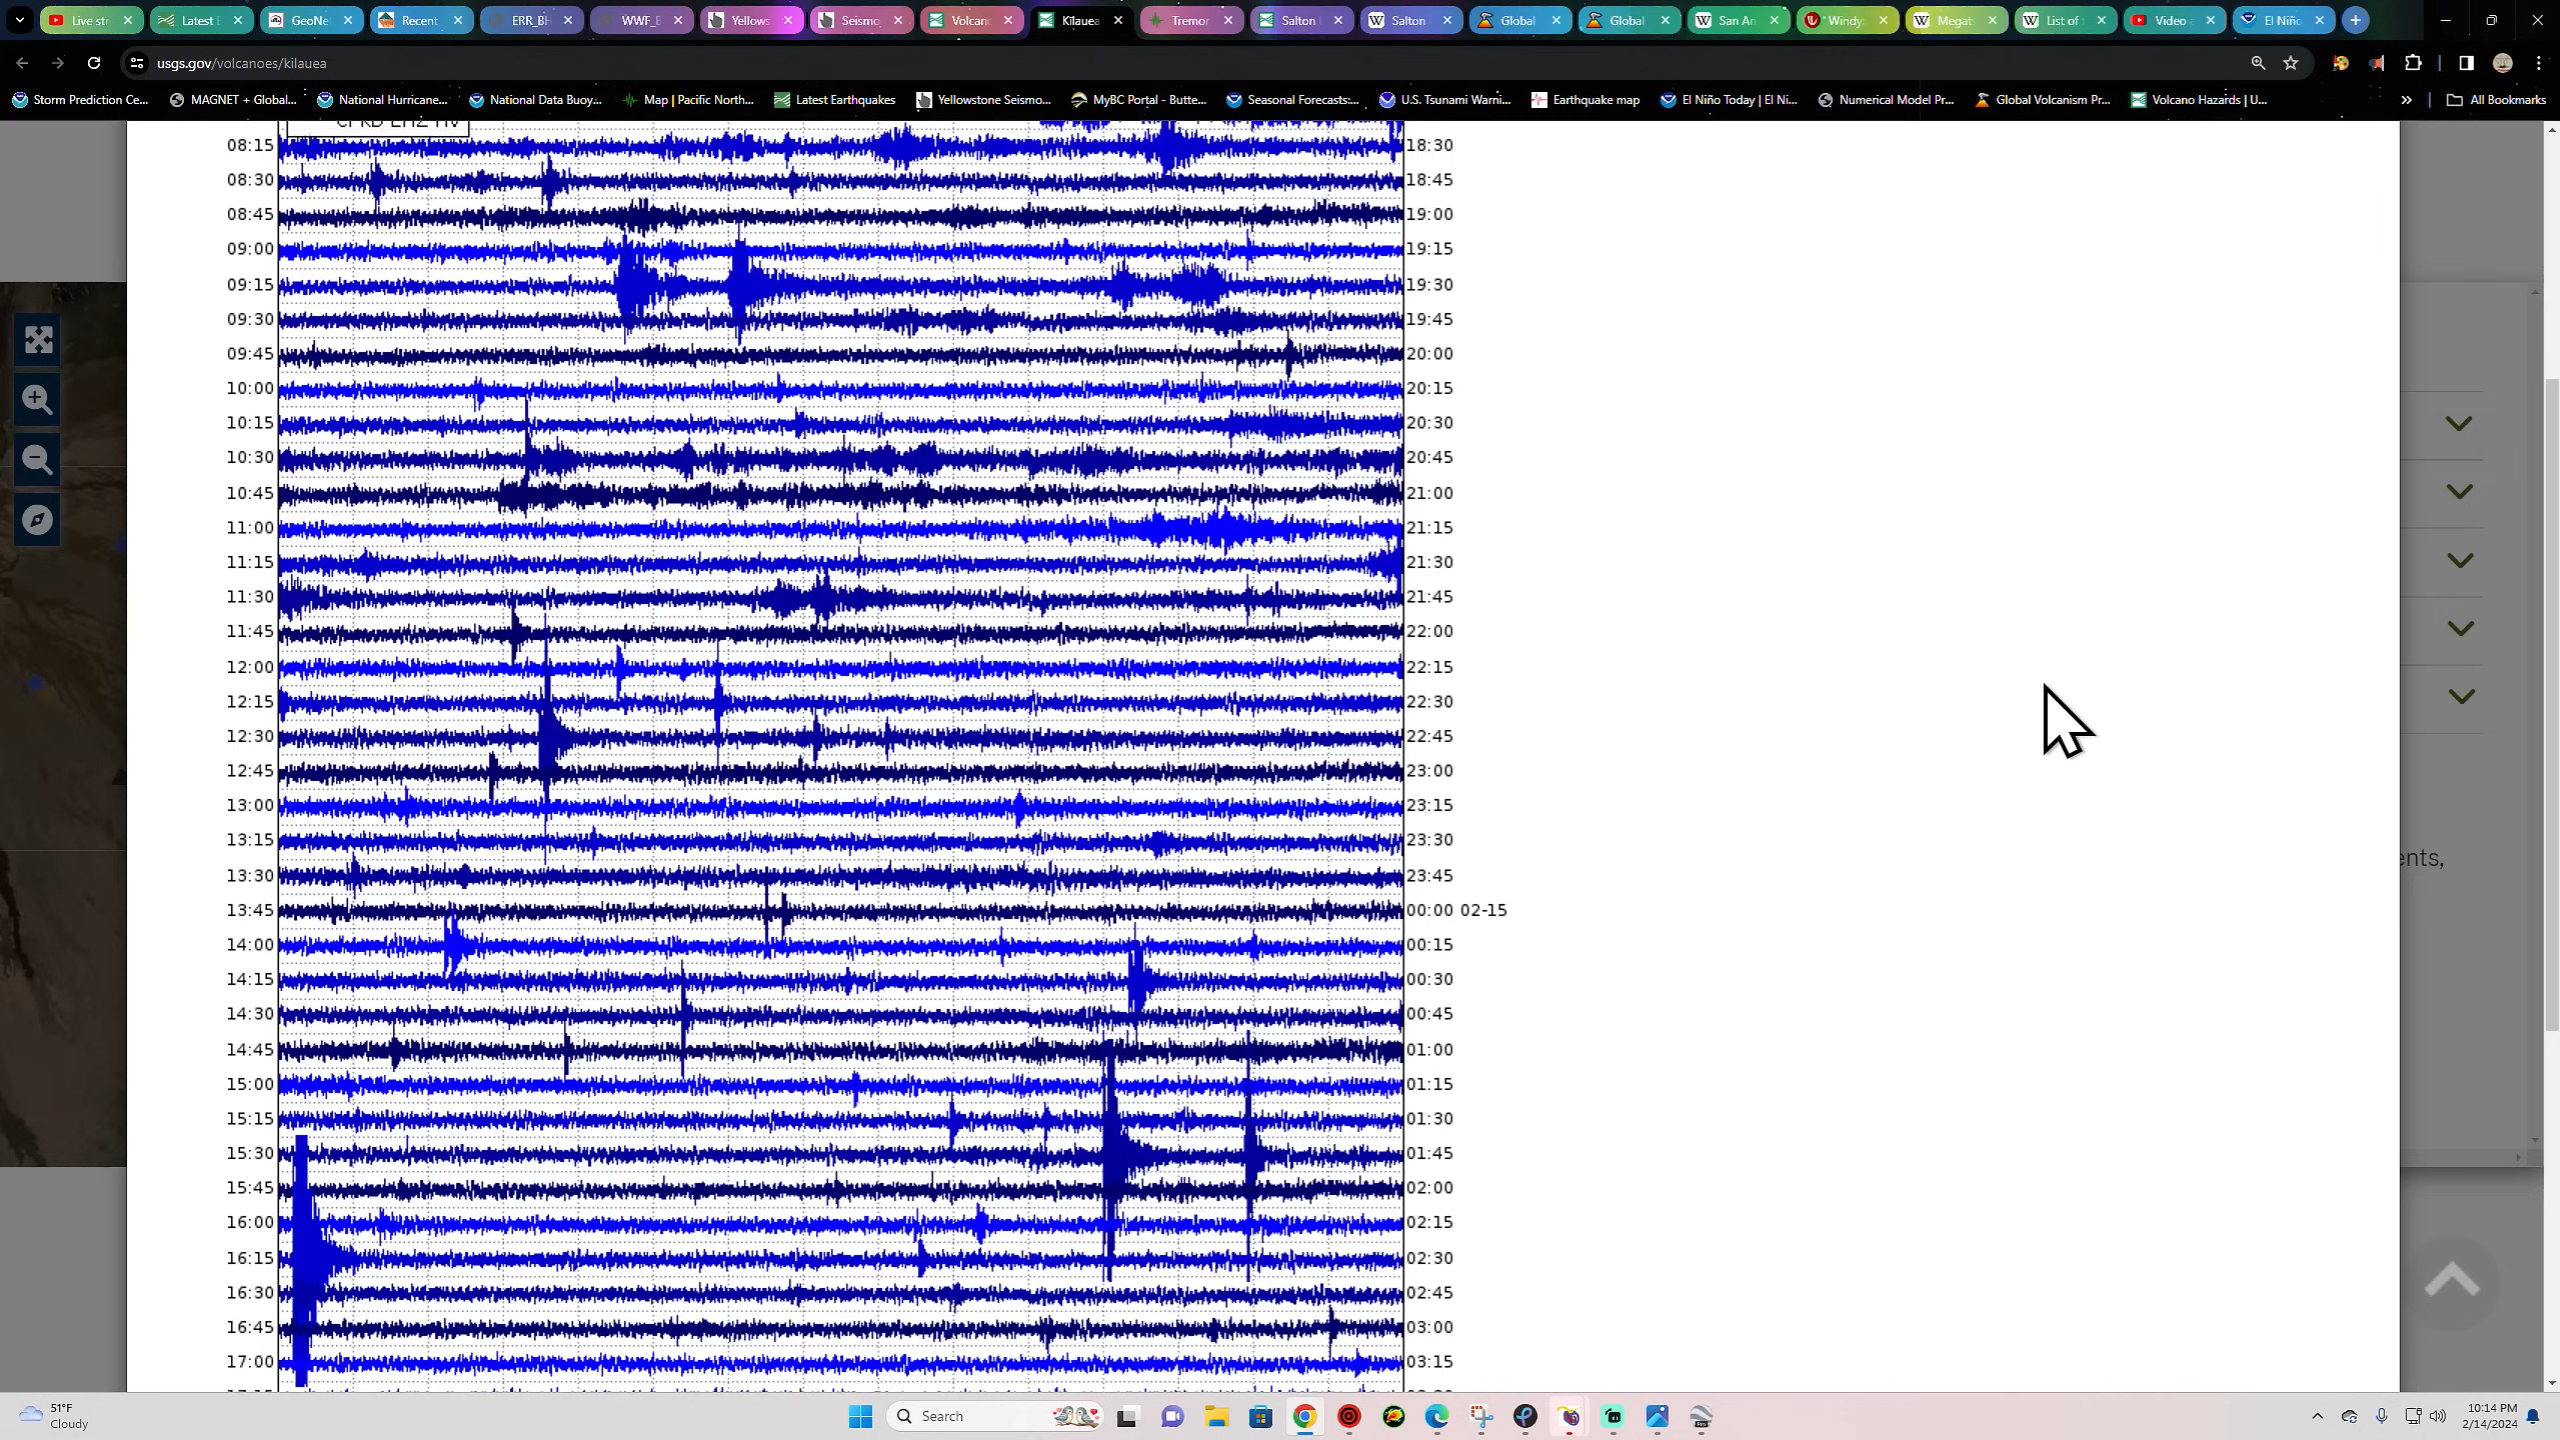 Live str
Latest E
GeoNet
Recent
ERR_BH
WWF_B
Yellows
Seismo
Volcano
Kilauea
Tremor
Salton
Salton
Global
Global
San An
Windy
Megat
List of
Video
El Niño
usgs.gov/volcanoes/kilauea
Storm Prediction Ce...
MAGNET + Global...
National Hurricane...
National Data Buoy...
Map | Pacific North...
Latest Earthquakes
Yellowstone Seismo...
MyBC Portal - Butte...
Seasonal Forecasts:...
U.S. Tsunami Warni...
Earthquake map
El Niño Today | El Ni...
Numerical Model Pr...
Global Volcanism Pr...
Volcano Hazards | U...
All Bookmarks
08:15 18:30
08:30 18:45
08:45 19:00
09:00 19:15
09:15 19:30
09:30 19:45
09:45 20:00
10:00 20:15
10:15 20:30
10:30 20:45
10:45 21:00
11:00 21:15
11:15 21:30
11:30 21:45
11:45 22:00
12:00 22:15
12:15 22:30
12:30 22:45
12:45 23:00
13:00 23:15
13:15 23:30
13:30 23:45
13:45 00:00 02-15
14:00 00:15
14:15 00:30
14:30 00:45
14:45 01:00
15:00 01:15
15:15 01:30
15:30 01:45
15:45 02:00
16:00 02:15
16:15 02:30
16:30 02:45
16:45 03:00
17:00 03:15
ents,
51°F
Cloudy
Search
10:14 PM
2/14/2024